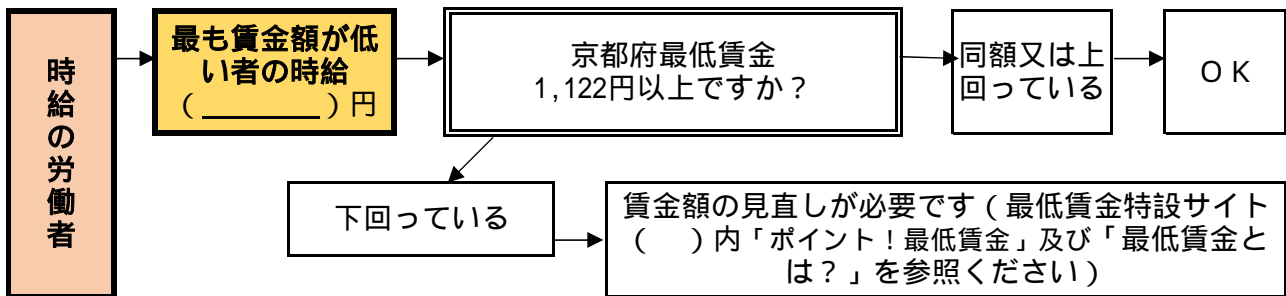 時給の労働者
最も賃金額が低
い者の時給
(＿＿＿＿＿)円
京都府最低賃金
1,122円以上ですか？
同額又は上
回っている
ＯＫ
下回っている
賃金額の見直しが必要です（最低賃金特設サイト
（　）内「ポイント！最低賃金」及び「最低賃金と
は？」を参照ください）